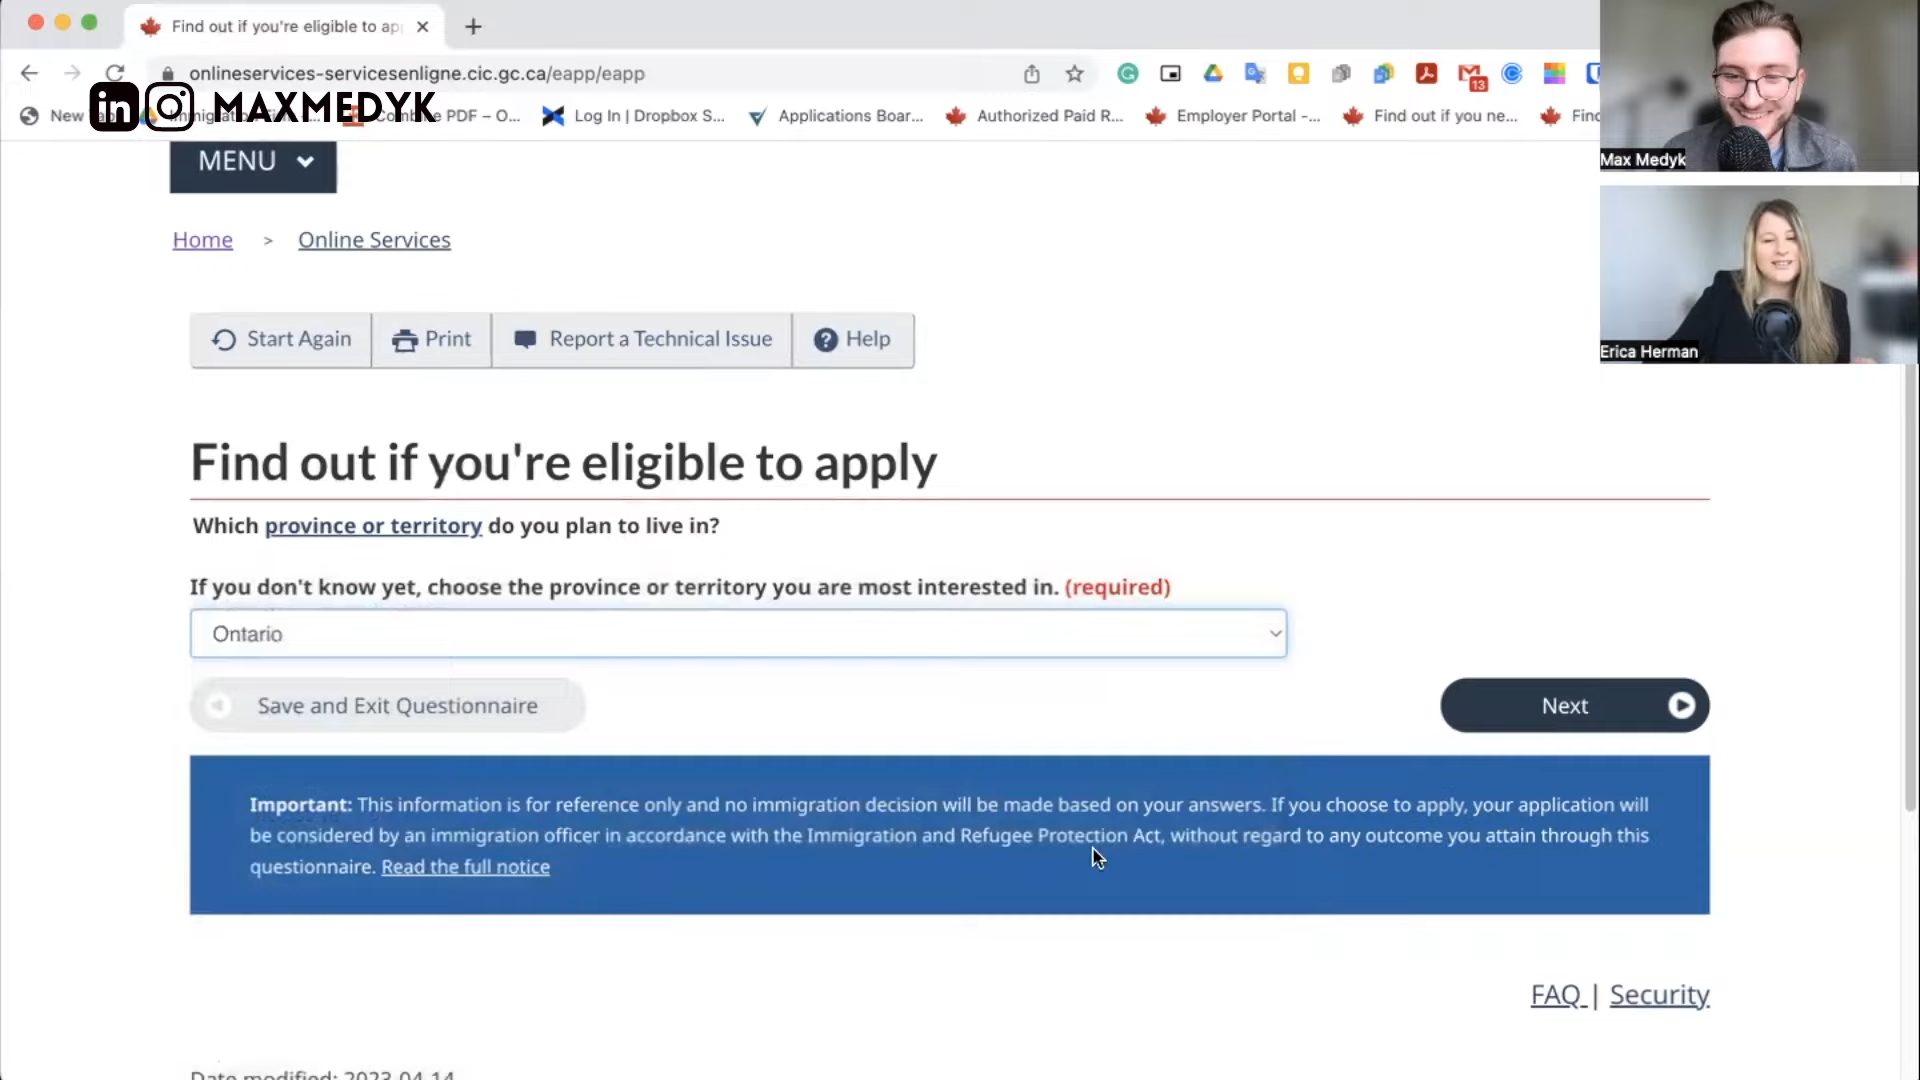 Find out if you're eligible to ap
onlineservices-servicesenligne.cic.gc.ca/eapp/eapp
13
in MAXMEDYK
New
PDF – O...
Log In | Dropbox S...
Applications Boar...
Authorized Paid R...
Employer Portal -...
Find out if you ne...
MENU
Max Medyk
Erica Herman
Home > Online Services
Start Again
Print
Report a Technical Issue
Help
Find out if you're eligible to apply
Which province or territory do you plan to live in?
If you don't know yet, choose the province or territory you are most interested in. (required)
Ontario
Save and Exit Questionnaire
Next
Important: This information is for reference only and no immigration decision will be made based on your answers. If you choose to apply, your application will
be considered by an immigration officer in accordance with the Immigration and Refugee Protection Act, without regard to any outcome you attain through this
questionnaire. Read the full notice
FAQ | Security
Date modified: 2023-04-14